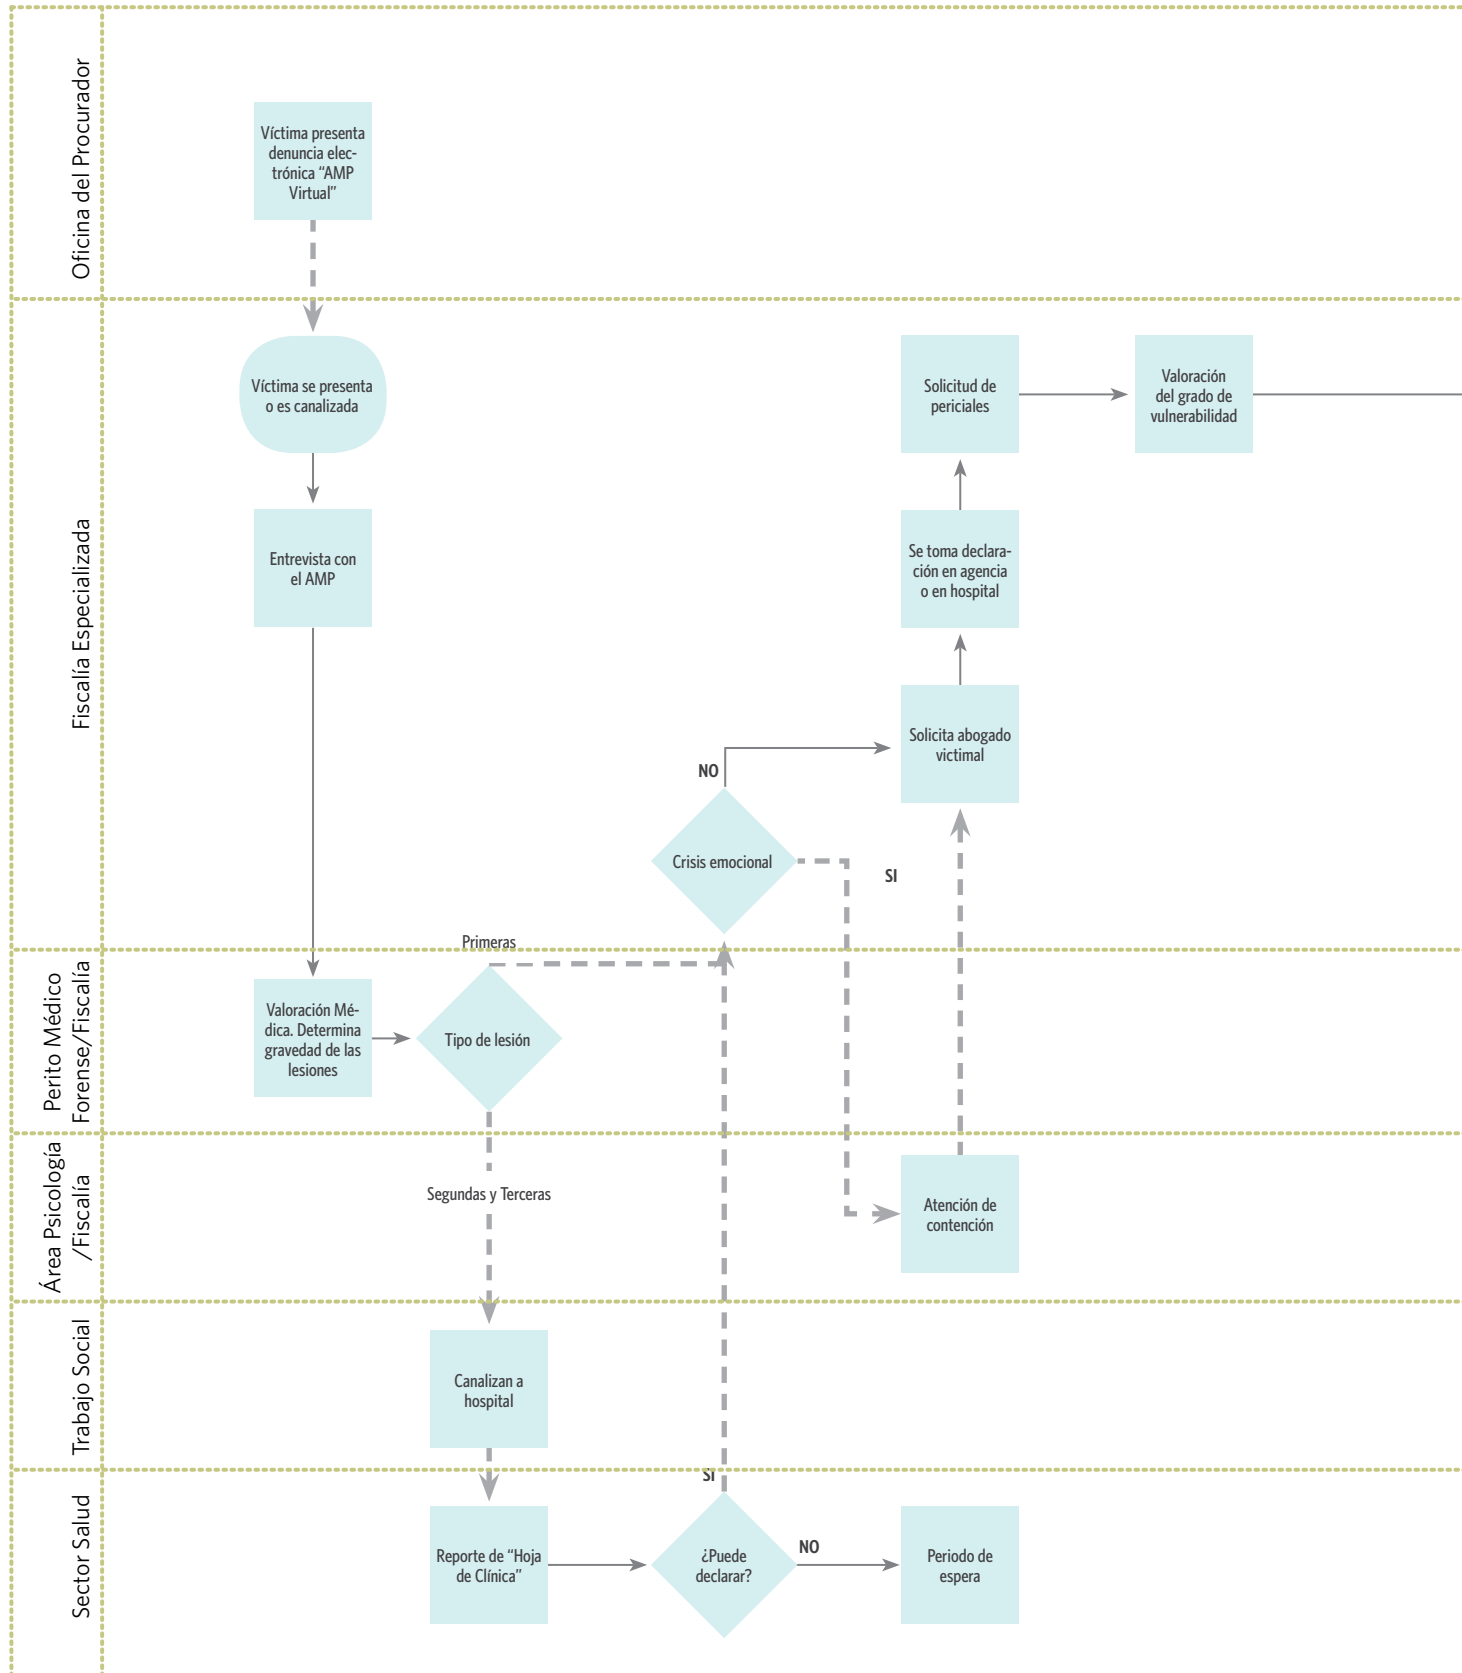 Oficina del Procurador
Víctima presenta
denuncia elec-
trónica “AMP
Virtual”
Fiscalía Especializada
Víctima se presenta
o es canalizada
Entrevista con
el AMP
Solicitud de
periciales
Valoración
del grado de
vulnerabilidad
Se toma declara-
ción en agencia
o en hospital
Solicita abogado
victimal
NO
Crisis emocional
SI
Perito Médico
Forense/Fiscalía
Primeras
Valoración Mé-
dica. Determina
gravedad de las
lesiones
Tipo de lesión
Área Psicología
/Fiscalía
Segundas y Terceras
Atención de
contención
Trabajo Social
Canalizan a
hospital
Sector Salud
SI
Reporte de “Hoja
de Clínica”
¿Puede
declarar?
NO
Periodo de
espera